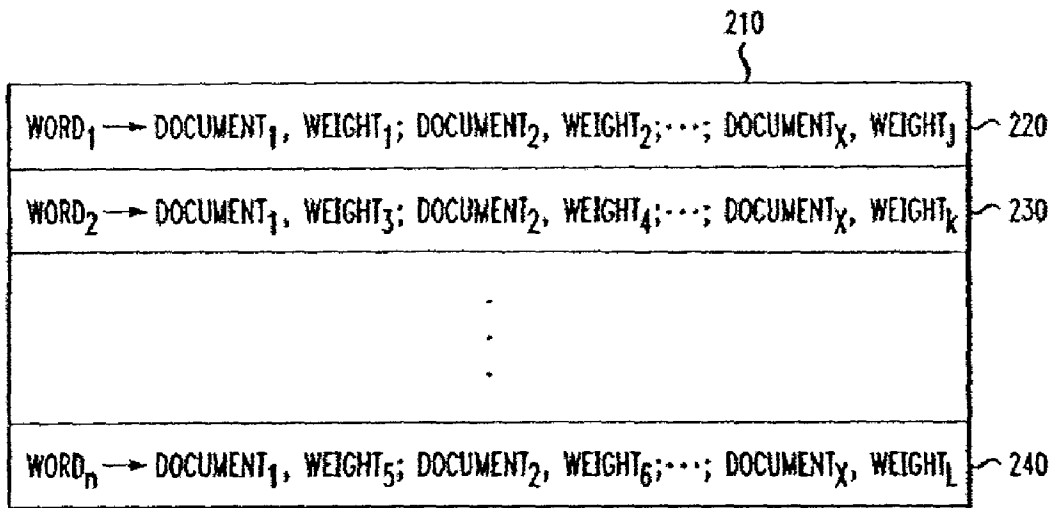 210
WORD₁ → DOCUMENT₁, WEIGHT₁; DOCUMENT₂, WEIGHT₂; ⋯; DOCUMENTₓ, WEIGHTⱼ 220
WORD₂ → DOCUMENT₁, WEIGHT₃; DOCUMENT₂, WEIGHT₄; ⋯; DOCUMENTₓ, WEIGHTₖ 230
WORDₙ → DOCUMENT₁, WEIGHT₅; DOCUMENT₂, WEIGHT₆; ⋯; DOCUMENTₓ, WEIGHT_L 240